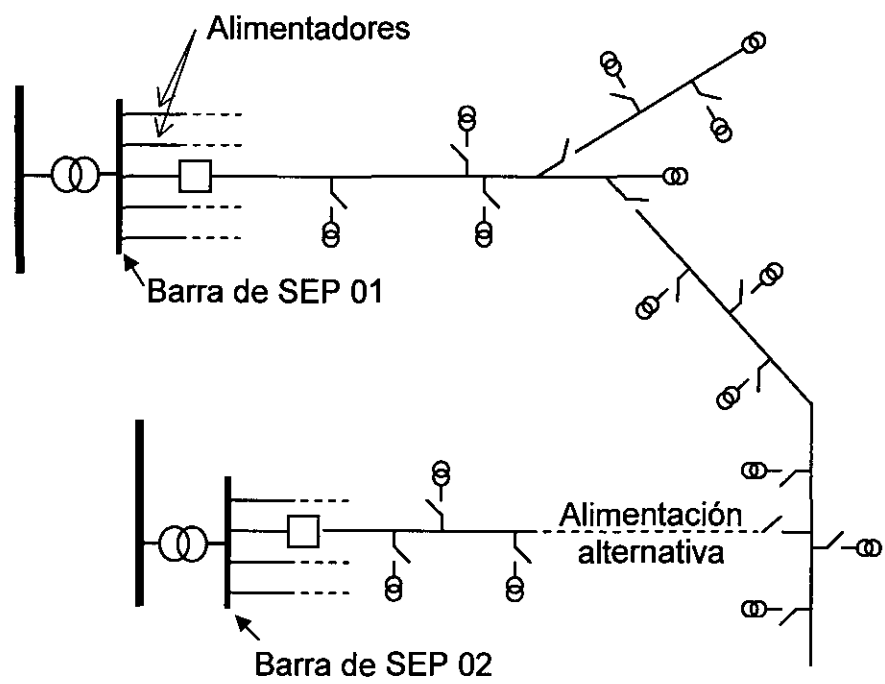 Alimentadores
Barra de SEP 01
Alimentación
alternativa
Barra de SEP 02